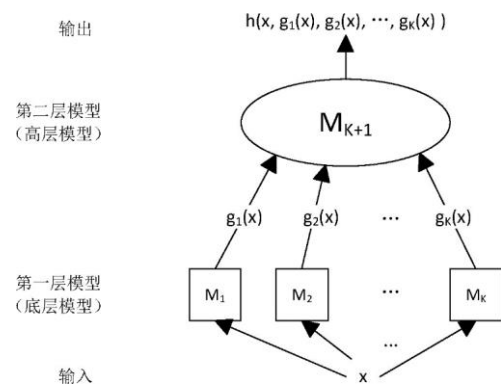 输出
h(x, g₁(x), g₂(x), ⋯, gK(x) )
第二层模型
（高层模型）
M_{K+1}
g₁(x)
g₂(x)
⋯
gK(x)
第一层模型
（底层模型）
M₁
M₂
⋯
MK
...
输入
x